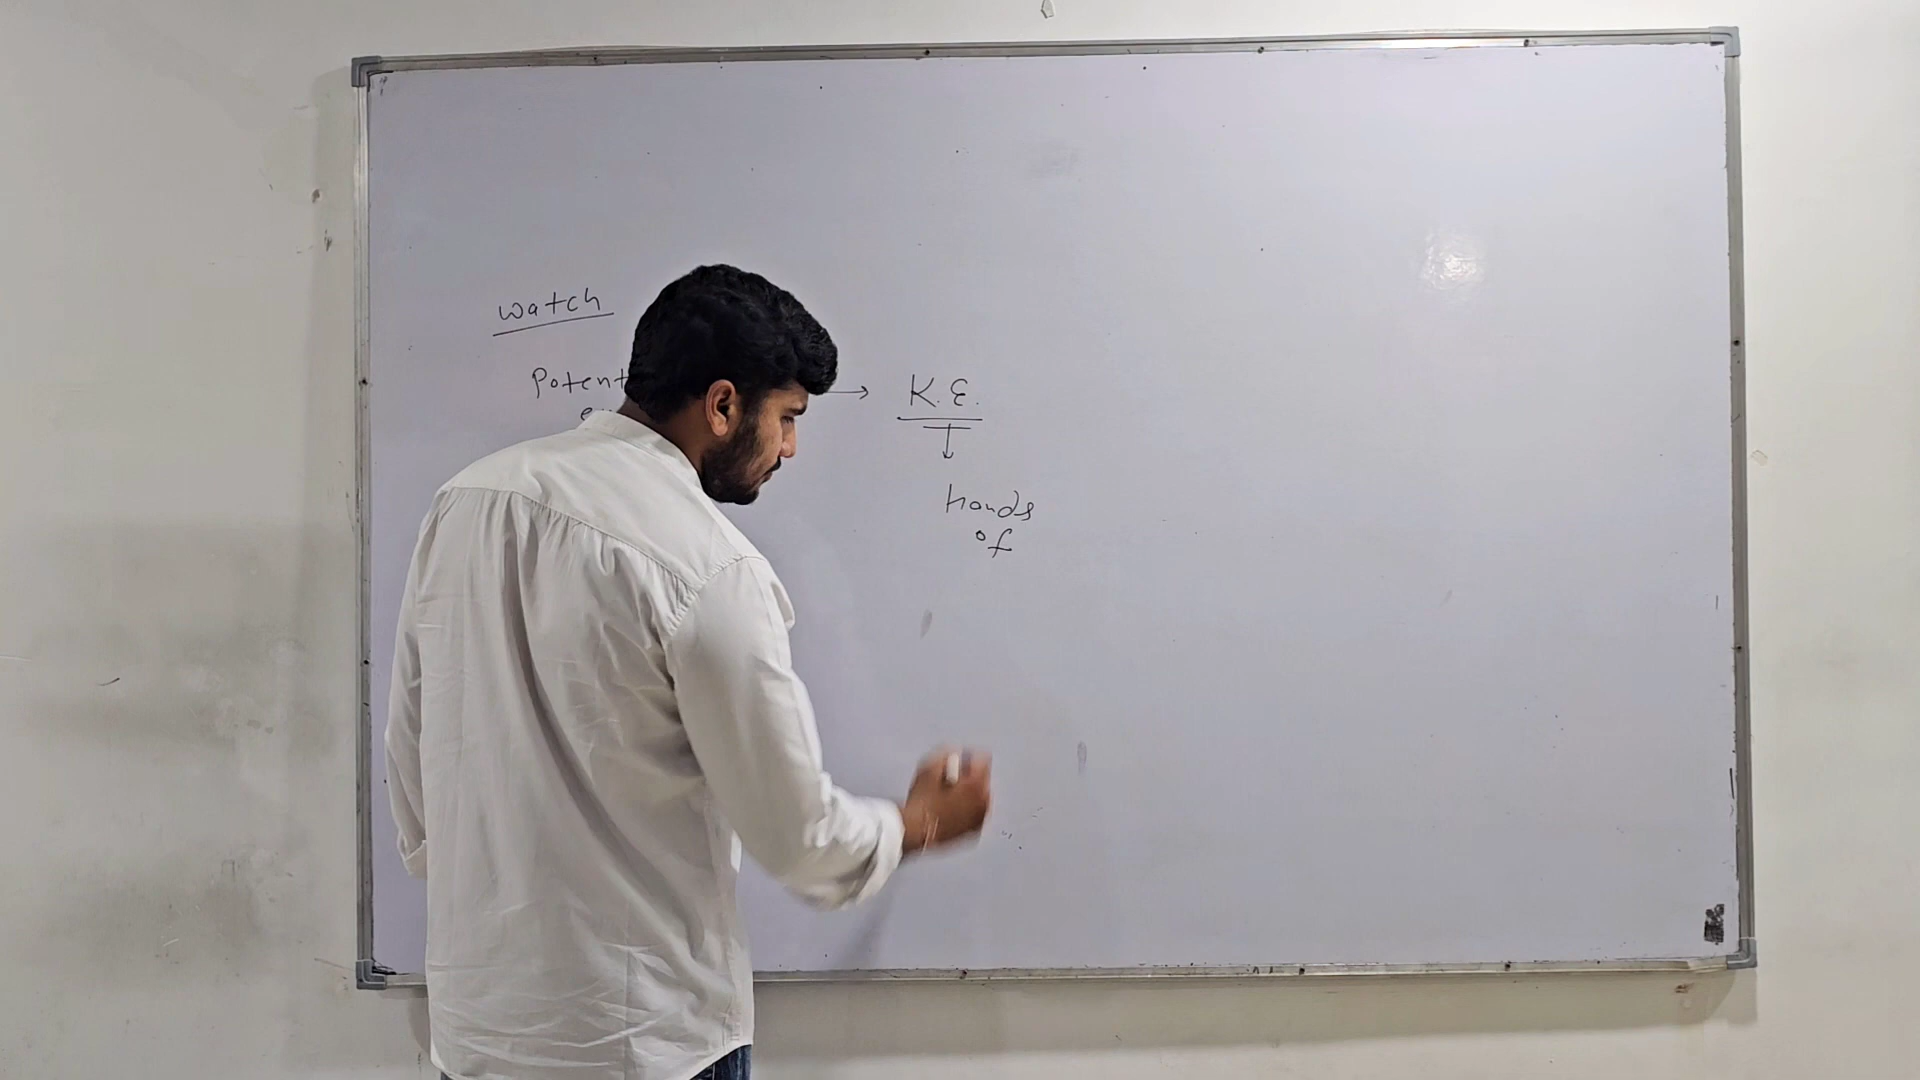 watch
Potent → K.E.
↓
hands
of